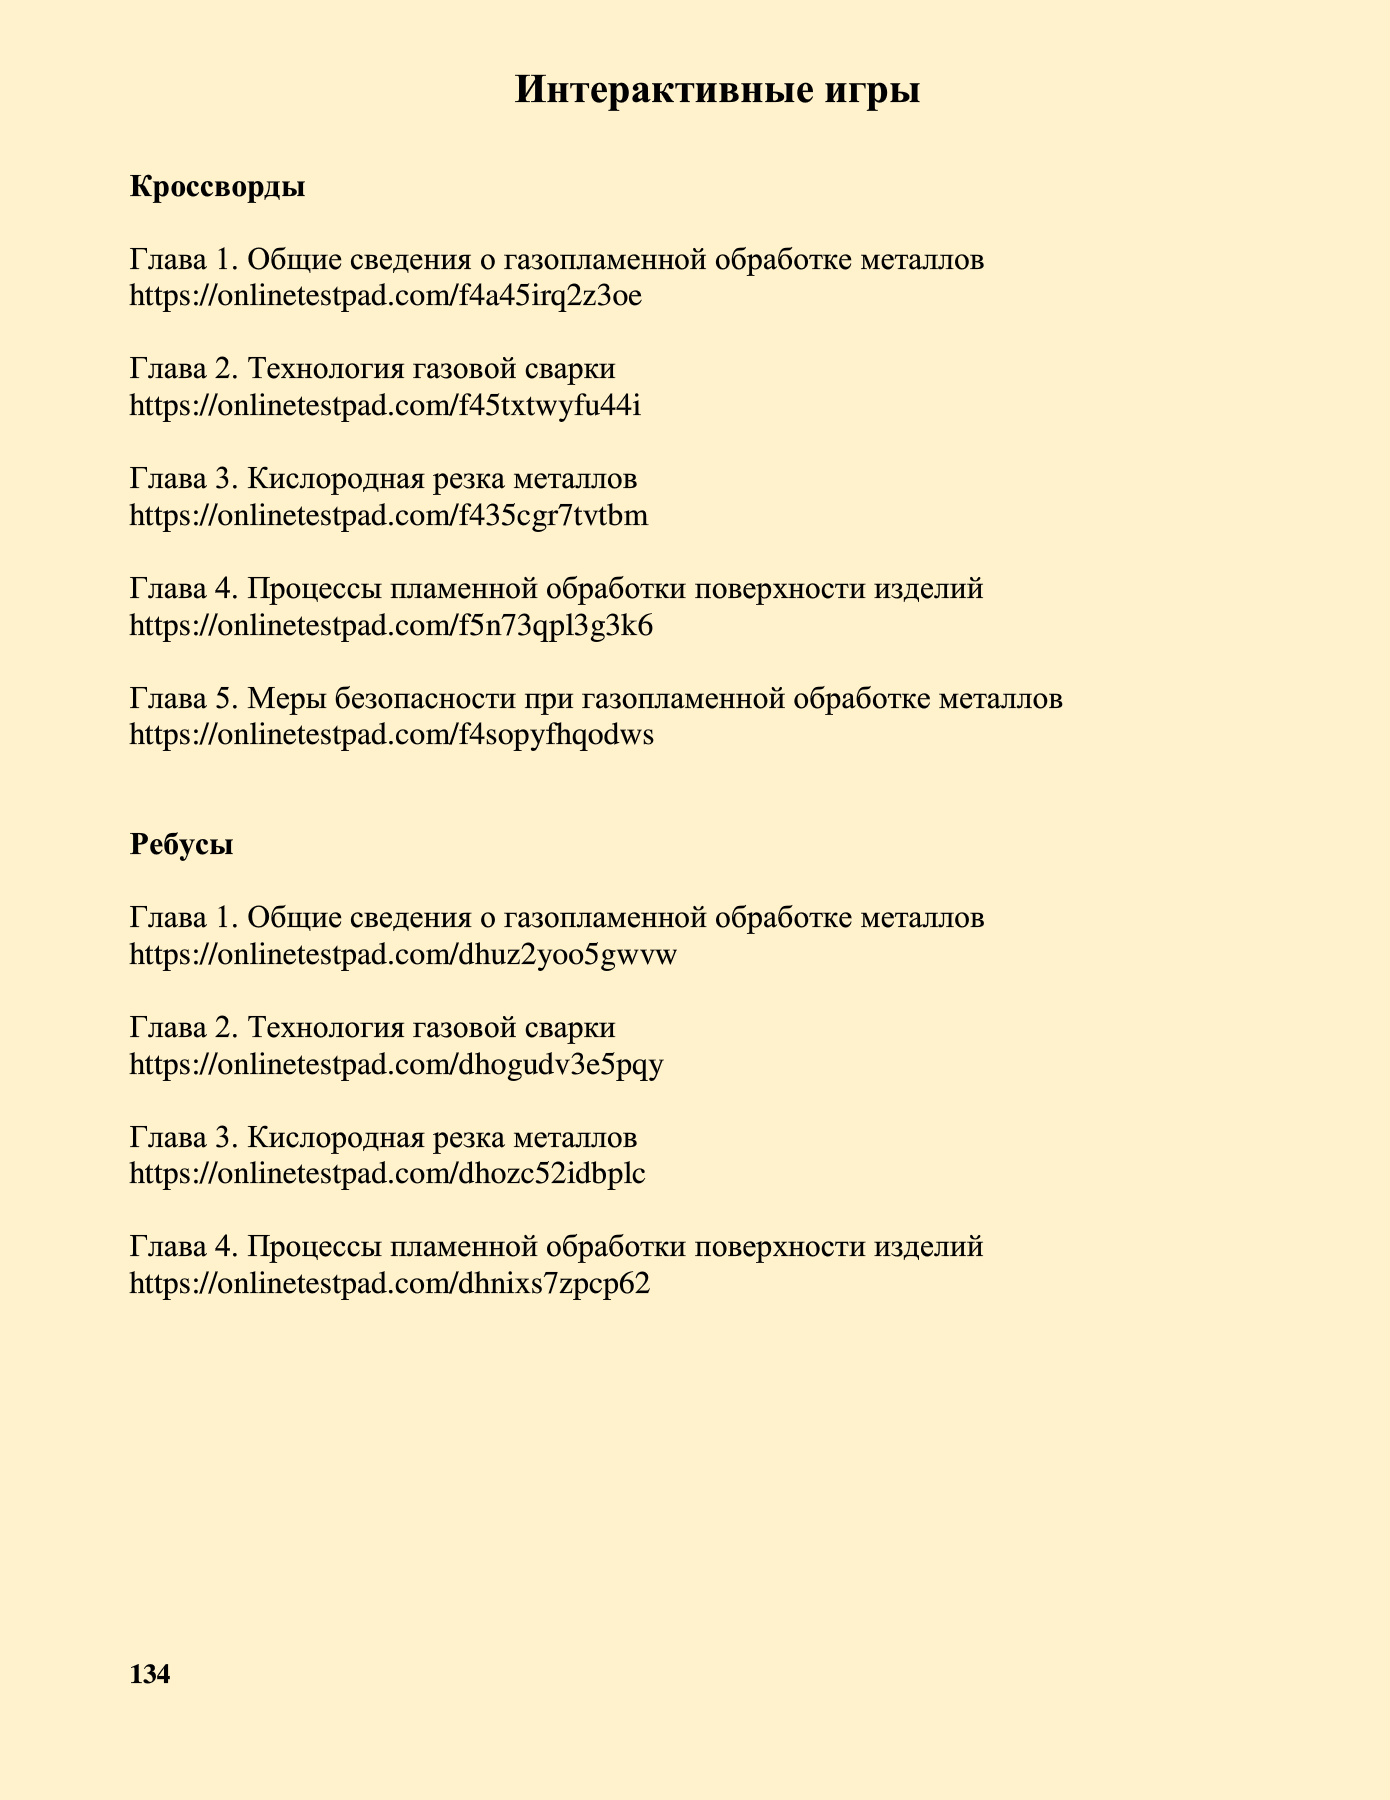 Интерактивные игры
Кроссворды
Глава 1. Общие сведения о газопламенной обработке металлов
https://onlinetestpad.com/f4a45irq2z3oe
Глава 2. Технология газовой сварки
https://onlinetestpad.com/f45txtwyfu44i
Глава 3. Кислородная резка металлов
https://onlinetestpad.com/f435cgr7tvtbm
Глава 4. Процессы пламенной обработки поверхности изделий
https://onlinetestpad.com/f5n73qpl3g3k6
Глава 5. Меры безопасности при газопламенной обработке металлов
https://onlinetestpad.com/f4sopyfhqodws
Ребусы
Глава 1. Общие сведения о газопламенной обработке металлов
https://onlinetestpad.com/dhuz2yoo5gwvw
Глава 2. Технология газовой сварки
https://onlinetestpad.com/dhogudv3e5pqy
Глава 3. Кислородная резка металлов
https://onlinetestpad.com/dhozc52idbplc
Глава 4. Процессы пламенной обработки поверхности изделий
https://onlinetestpad.com/dhnixs7zpcp62
134